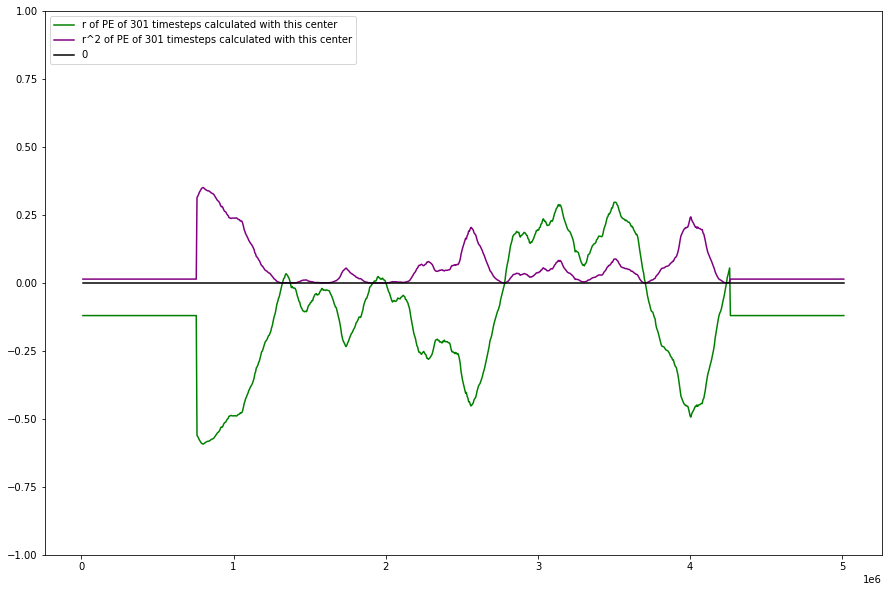 1.00
r of PE of 301 timesteps calculated with this center
r^2 of PE of 301 timesteps calculated with this center
0
0.75
0.50
0.25
0.00
−0.25
−0.50
−0.75
−1.00
0 1 2 3 4 5
1e6